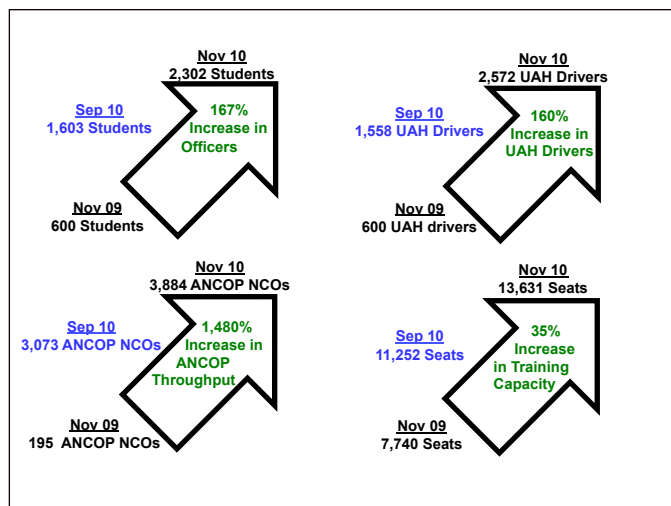 Nov 10
2,302 Students
Sep 10
1,603 Students
167%
Increase in
Officers
Nov 09
600 Students
Nov 10
2,572 UAH Drivers
Sep 10
1,558 UAH Drivers
160%
Increase in
UAH Drivers
Nov 09
600 UAH drivers
Nov 10
3,884 ANCOP NCOs
Sep 10
3,073 ANCOP NCOs
1,480%
Increase in
ANCOP
Throughput
Nov 09
195 ANCOP NCOs
Nov 10
13,631 Seats
Sep 10
11,252 Seats
35%
Increase
in Training
Capacity
Nov 09
7,740 Seats